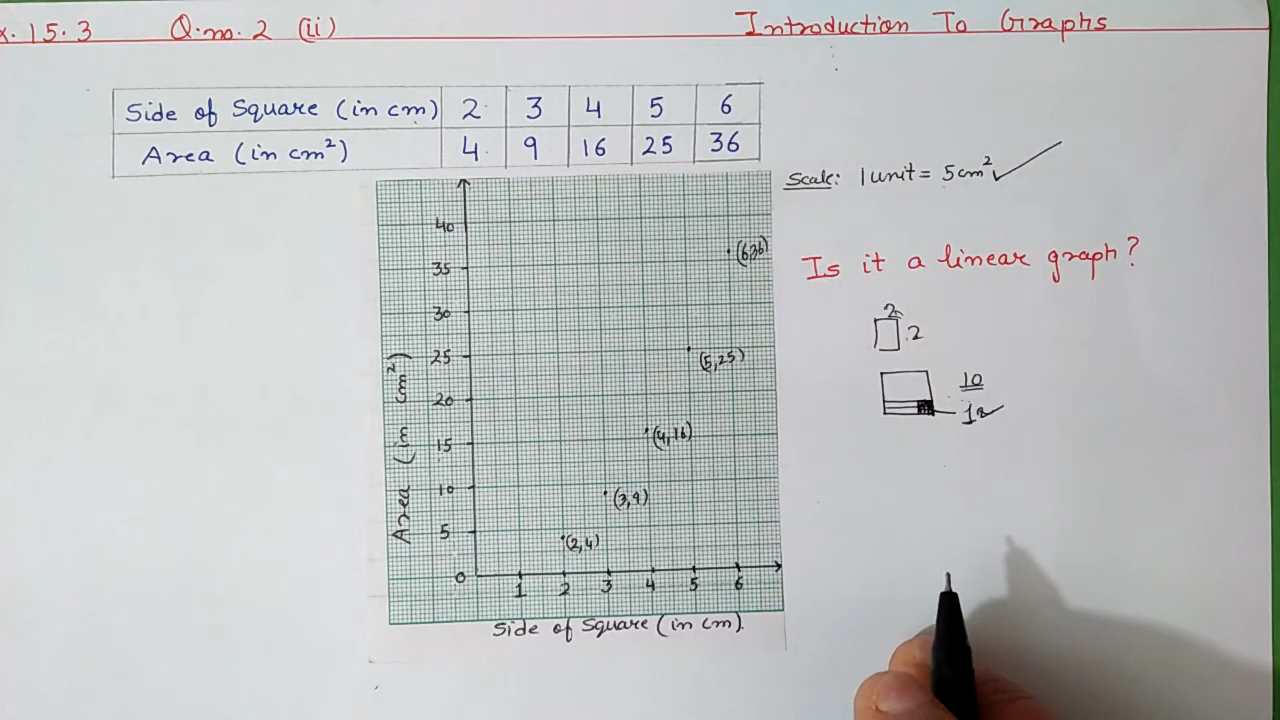 x. 15.3 Q.no. 2 (ii) Introduction To Graphs
Side of Square (in cm) 2 3 4 5 6
Area (in cm²) 4 9 16 25 36
Scale: 1 unit = 5 cm²
Is it a linear graph?
2
2
10
40
35
30
25
20
15
10
5
0
1 2 3 4 5 6
(6,36)
(5,25)
(4,16)
(3,9)
(2,4)
Area (in cm²)
Side of Square (in cm).